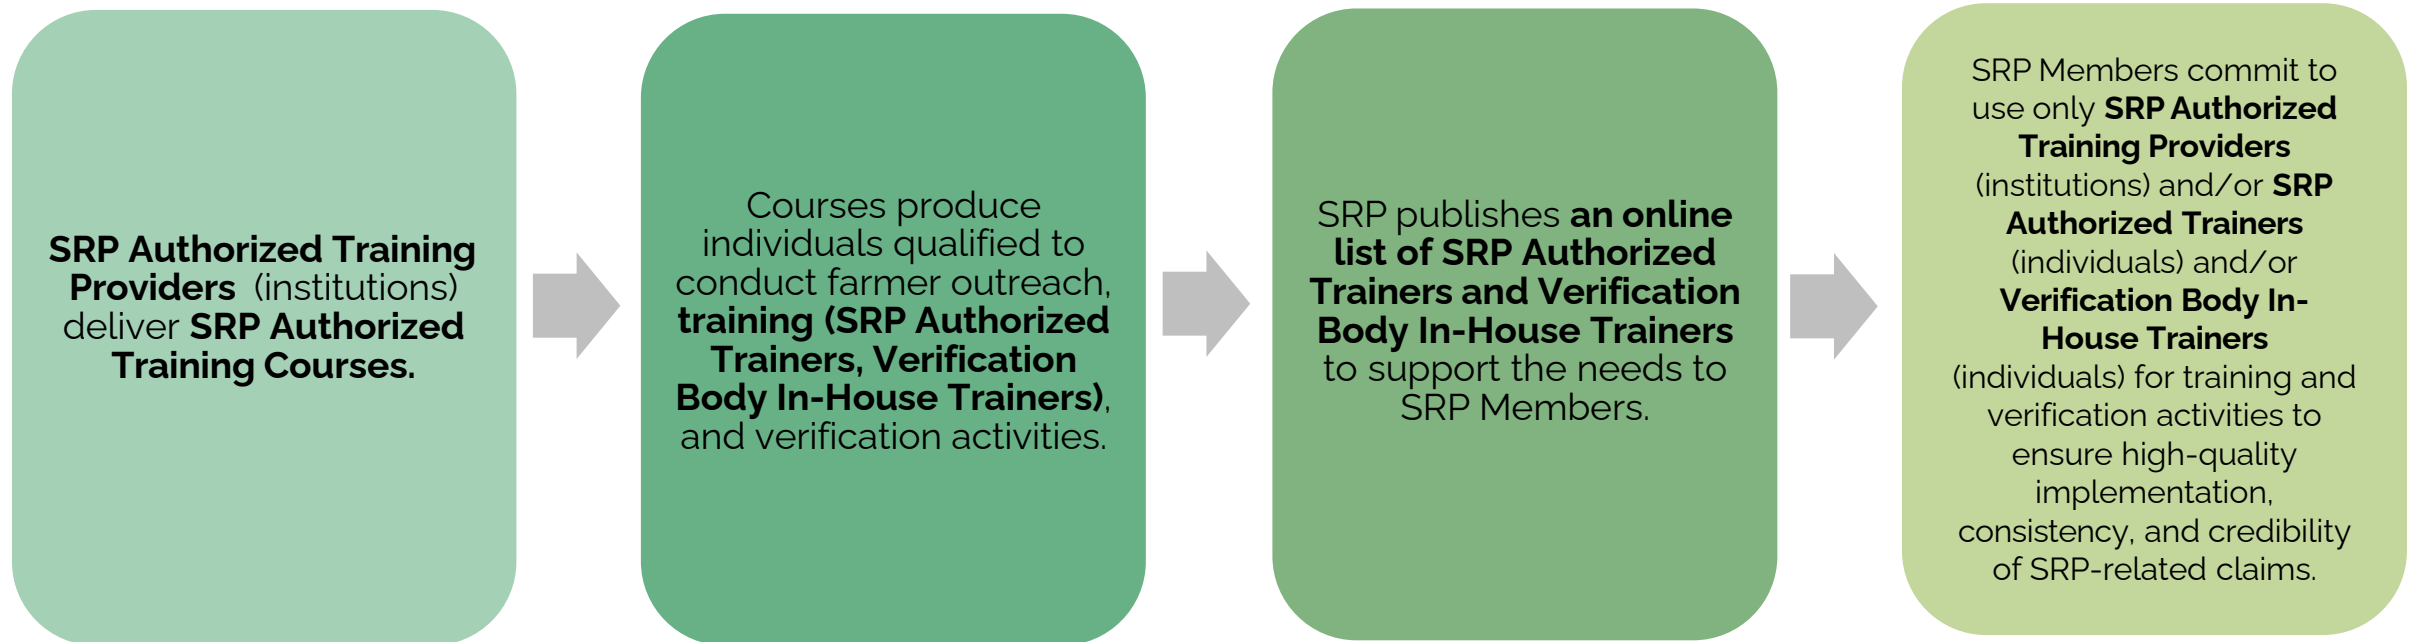 SRP Authorized Training
Providers (institutions)
deliver SRP Authorized
Training Courses.
Courses produce
individuals qualified to
conduct farmer outreach,
training (SRP Authorized
Trainers, Verification
Body In-House Trainers),
and verification activities.
SRP publishes an online
list of SRP Authorized
Trainers and Verification
Body In-House Trainers
to support the needs to
SRP Members.
SRP Members commit to
use only SRP Authorized
Training Providers
(institutions) and/or SRP
Authorized Trainers
(individuals) and/or
Verification Body In-
House Trainers
(individuals) for training and
verification activities to
ensure high-quality
implementation,
consistency, and credibility
of SRP-related claims.